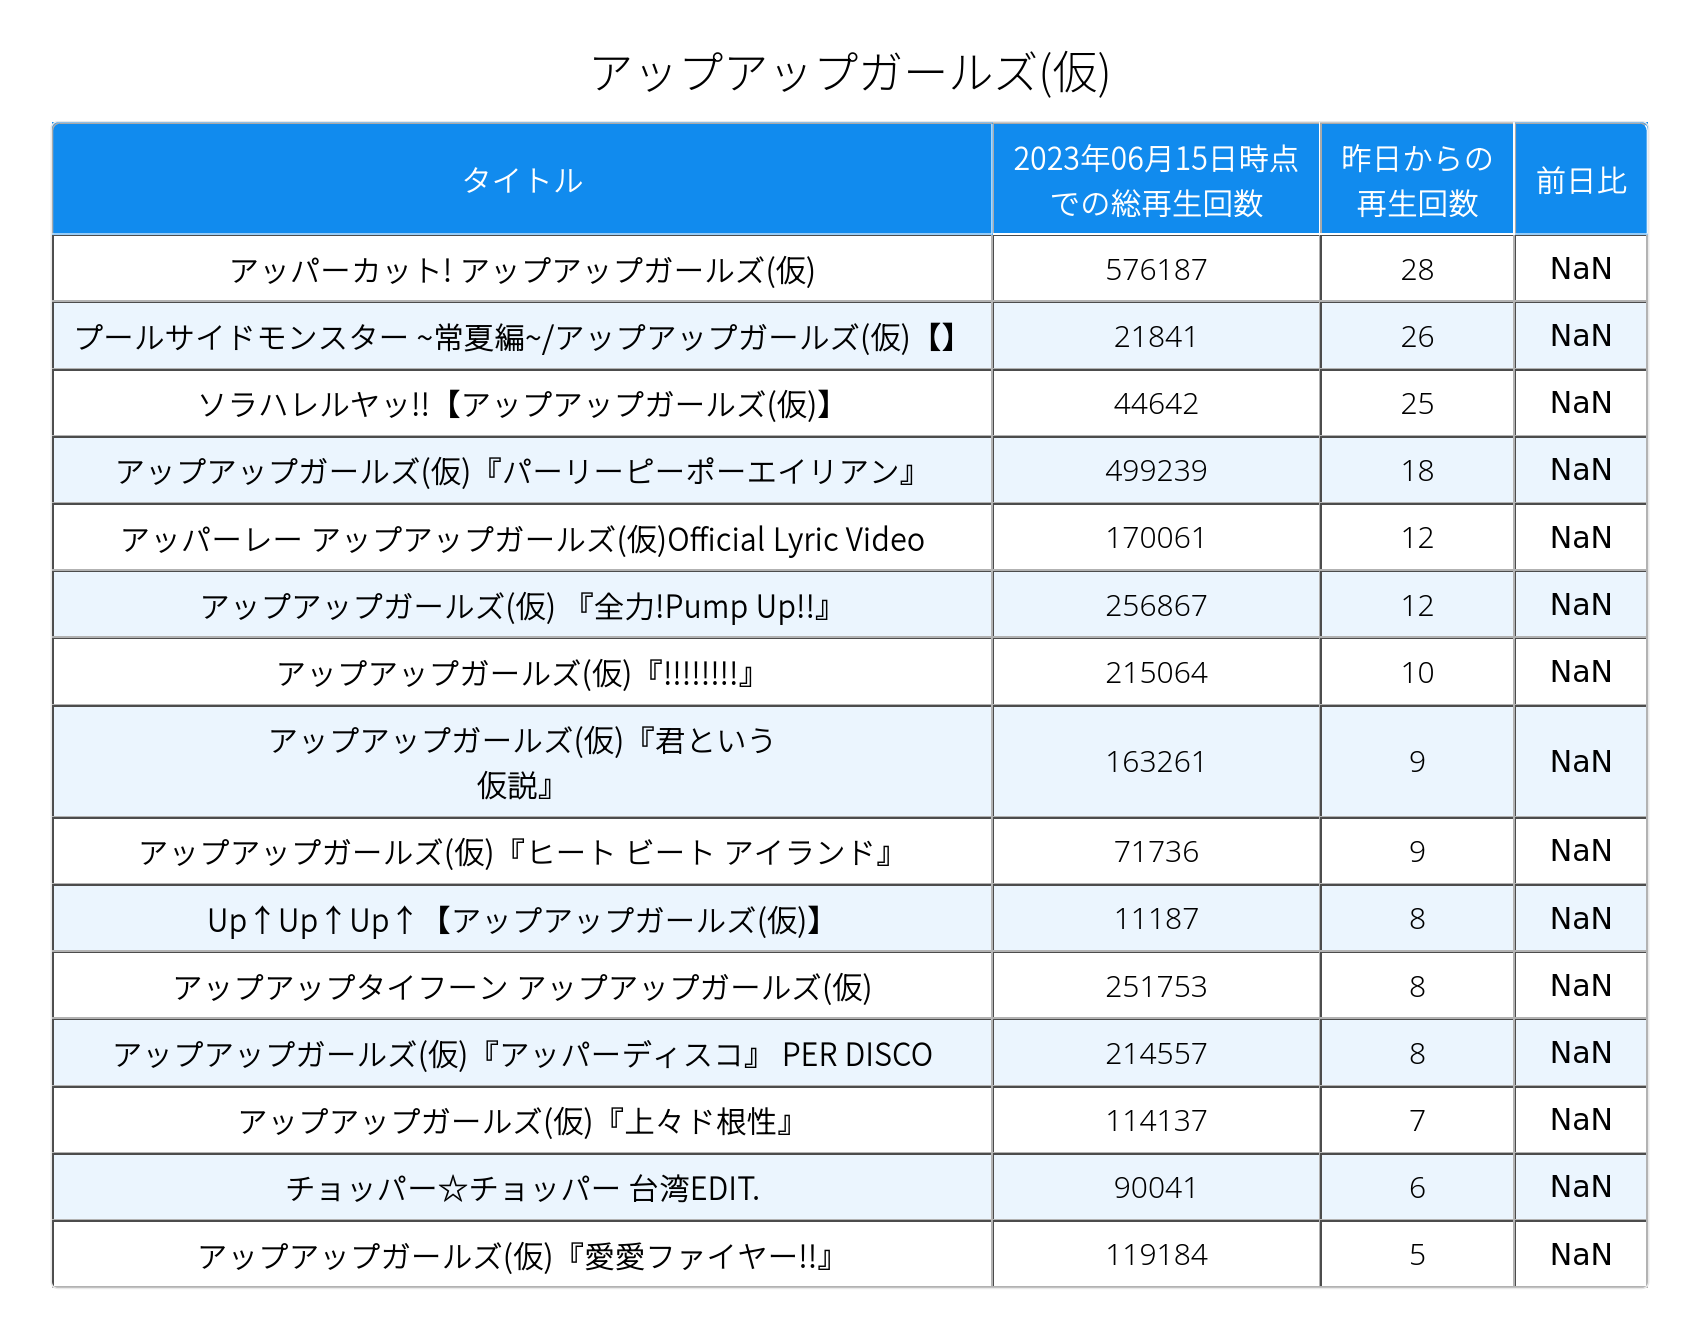 アップアップガールズ(仮)
タイトル 2023年06月15日時点での総再生回数 昨日からの再生回数 前日比
アッパーカット! アップアップガールズ(仮) 576187 28 NaN
プールサイドモンスター ~常夏編~/アップアップガールズ(仮)【】 21841 26 NaN
ソラハレルヤッ!!【アップアップガールズ(仮)】 44642 25 NaN
アップアップガールズ(仮)『パーリーピーポーエイリアン』 499239 18 NaN
アッパーレー アップアップガールズ(仮)Official Lyric Video 170061 12 NaN
アップアップガールズ(仮) 『全力!Pump Up!!』 256867 12 NaN
アップアップガールズ(仮)『!!!!!!!!』 215064 10 NaN
アップアップガールズ(仮)『君という
仮説』 163261 9 NaN
アップアップガールズ(仮)『ヒート ビート アイランド』 71736 9 NaN
Up↑Up↑Up↑【アップアップガールズ(仮)】 11187 8 NaN
アップアップタイフーン アップアップガールズ(仮) 251753 8 NaN
アップアップガールズ(仮)『アッパーディスコ』 PER DISCO 214557 8 NaN
アップアップガールズ(仮)『上々ド根性』 114137 7 NaN
チョッパー☆チョッパー 台湾EDIT. 90041 6 NaN
アップアップガールズ(仮)『愛愛ファイヤー!!』 119184 5 NaN